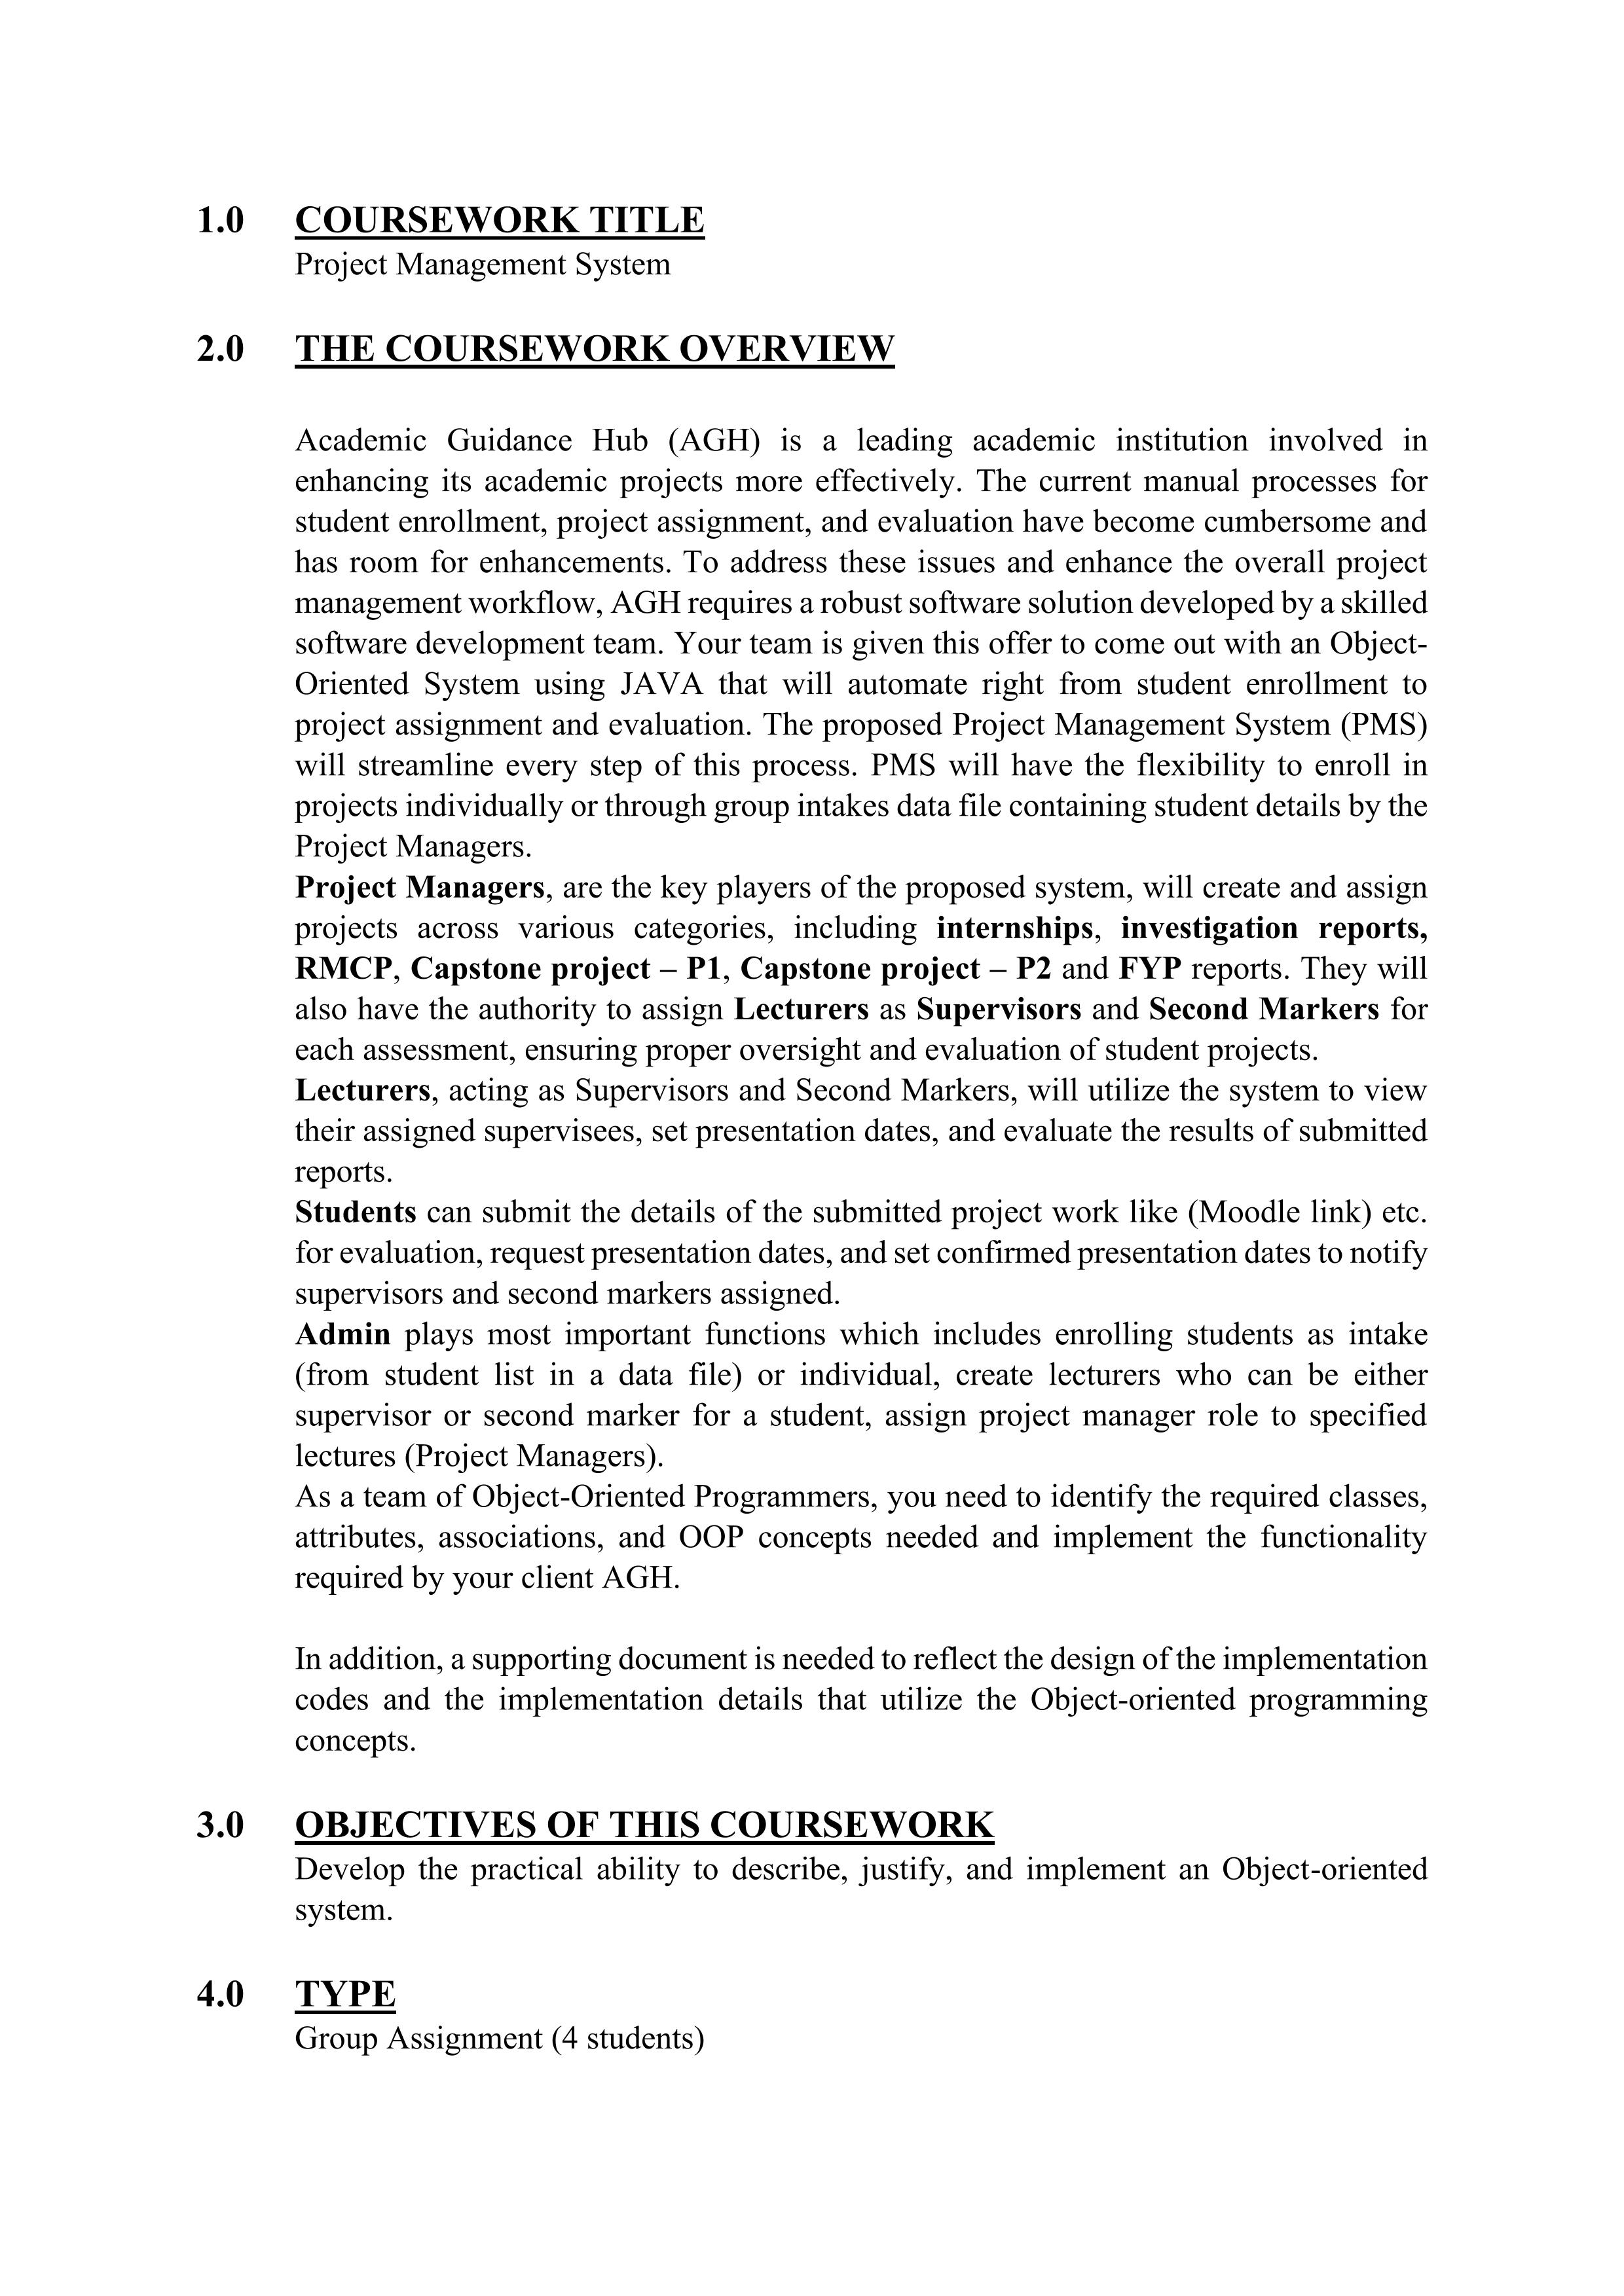 1.0 COURSEWORK TITLE
Project Management System
2.0 THE COURSEWORK OVERVIEW
Academic Guidance Hub (AGH) is a leading academic institution involved in
enhancing its academic projects more effectively. The current manual processes for
student enrollment, project assignment, and evaluation have become cumbersome and
has room for enhancements. To address these issues and enhance the overall project
management workflow, AGH requires a robust software solution developed by a skilled
software development team. Your team is given this offer to come out with an Object-
Oriented System using JAVA that will automate right from student enrollment to
project assignment and evaluation. The proposed Project Management System (PMS)
will streamline every step of this process. PMS will have the flexibility to enroll in
projects individually or through group intakes data file containing student details by the
Project Managers.
Project Managers, are the key players of the proposed system, will create and assign
projects across various categories, including internships, investigation reports,
RMCP, Capstone project – P1, Capstone project – P2 and FYP reports. They will
also have the authority to assign Lecturers as Supervisors and Second Markers for
each assessment, ensuring proper oversight and evaluation of student projects.
Lecturers, acting as Supervisors and Second Markers, will utilize the system to view
their assigned supervisees, set presentation dates, and evaluate the results of submitted
reports.
Students can submit the details of the submitted project work like (Moodle link) etc.
for evaluation, request presentation dates, and set confirmed presentation dates to notify
supervisors and second markers assigned.
Admin plays most important functions which includes enrolling students as intake
(from student list in a data file) or individual, create lecturers who can be either
supervisor or second marker for a student, assign project manager role to specified
lectures (Project Managers).
As a team of Object-Oriented Programmers, you need to identify the required classes,
attributes, associations, and OOP concepts needed and implement the functionality
required by your client AGH.
In addition, a supporting document is needed to reflect the design of the implementation
codes and the implementation details that utilize the Object-oriented programming
concepts.
3.0 OBJECTIVES OF THIS COURSEWORK
Develop the practical ability to describe, justify, and implement an Object-oriented
system.
4.0 TYPE
Group Assignment (4 students)